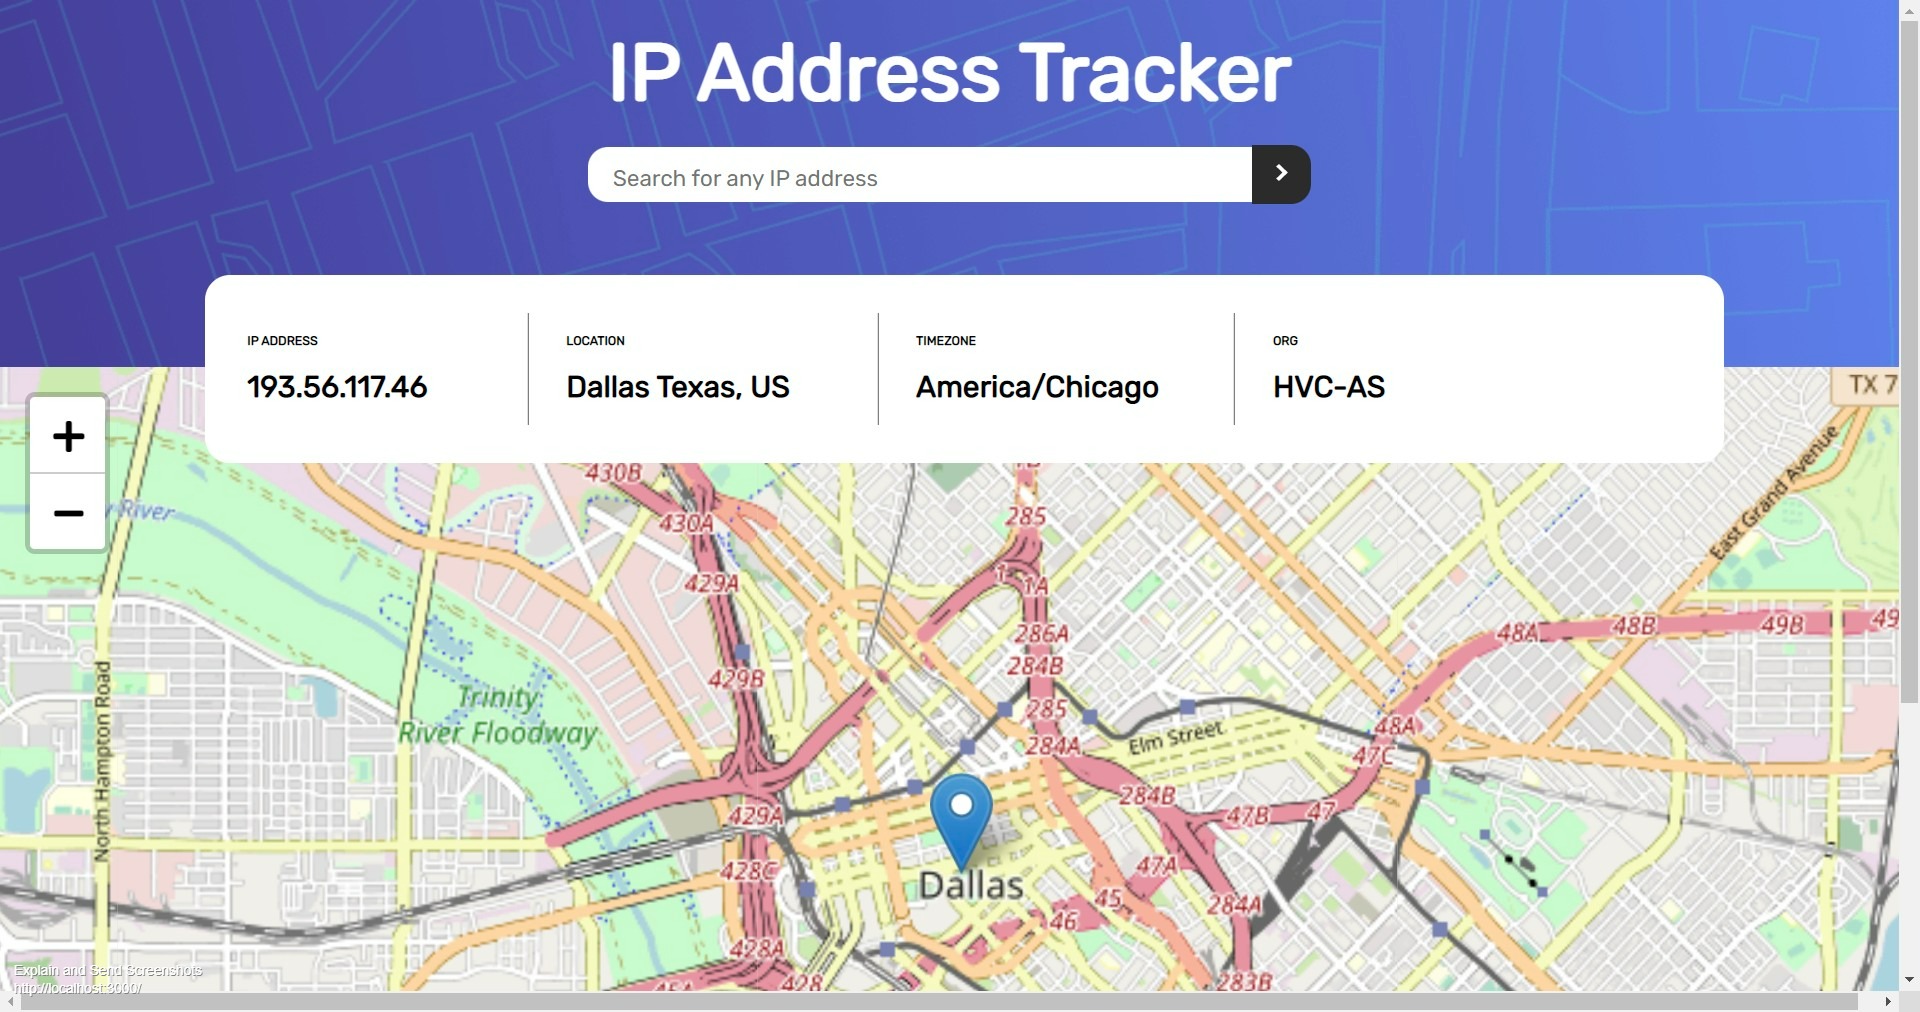 IP Address Tracker
Search for any IP address
IP ADDRESS
193.56.117.46
LOCATION
Dallas Texas, US
TIMEZONE
America/Chicago
ORG
HVC-AS
+
−
TX 7
430B
River
430A
285
East Grand Avenue
429A
1A
286A
284B
48A
48B
49B
49
429B
Trinity
River Floodway
North Hampton Road
285
284A
Elm Street
48A
47C
284B
47B
47
429A
428C
Dallas
47A
45
46
284A
428A
428
283B
Explain and Send Screenshots
http://localhost:3000/